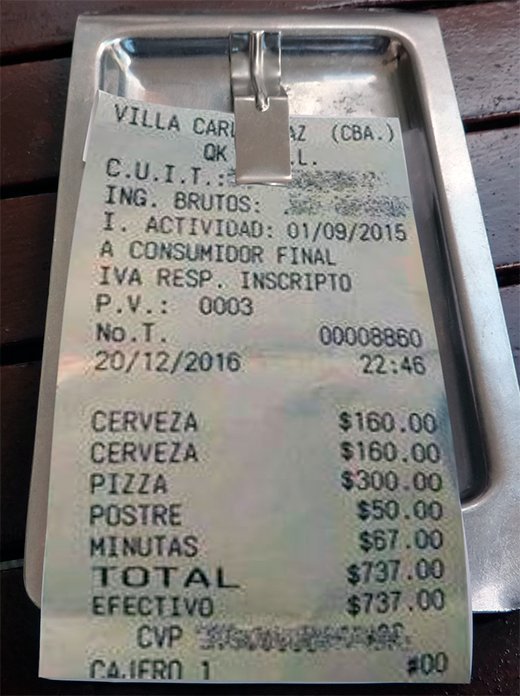 VILLA CARL AZ (CBA.)
QK L.
C.U.I.T.:
ING. BRUTOS:
I. ACTIVIDAD: 01/09/2015
A CONSUMIDOR FINAL
IVA RESP. INSCRIPTO
P.V.: 0003
No.T. 00008860
20/12/2016 22:46
CERVEZA $160.00
CERVEZA $160.00
PIZZA $300.00
POSTRE $50.00
MINUTAS $67.00
TOTAL $737.00
EFECTIVO $737.00
CVP
CAJERO 1 #00